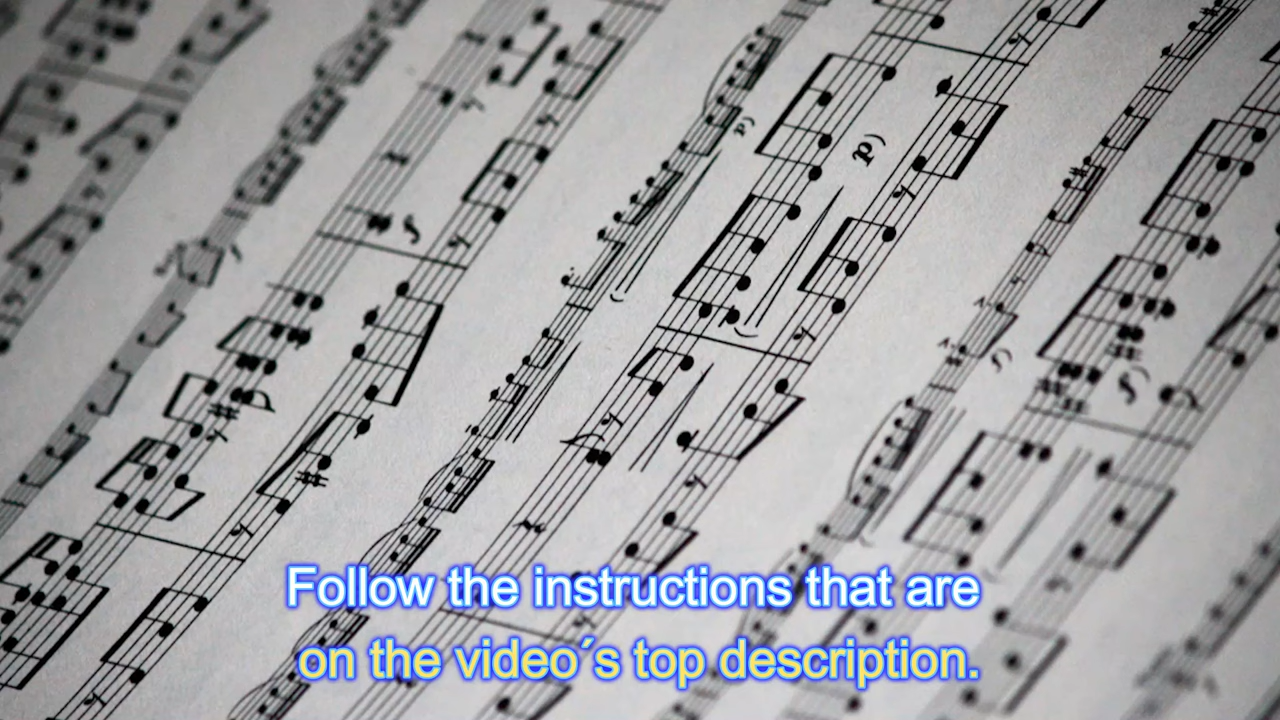 Follow the instructions that are
on the video´s top description.